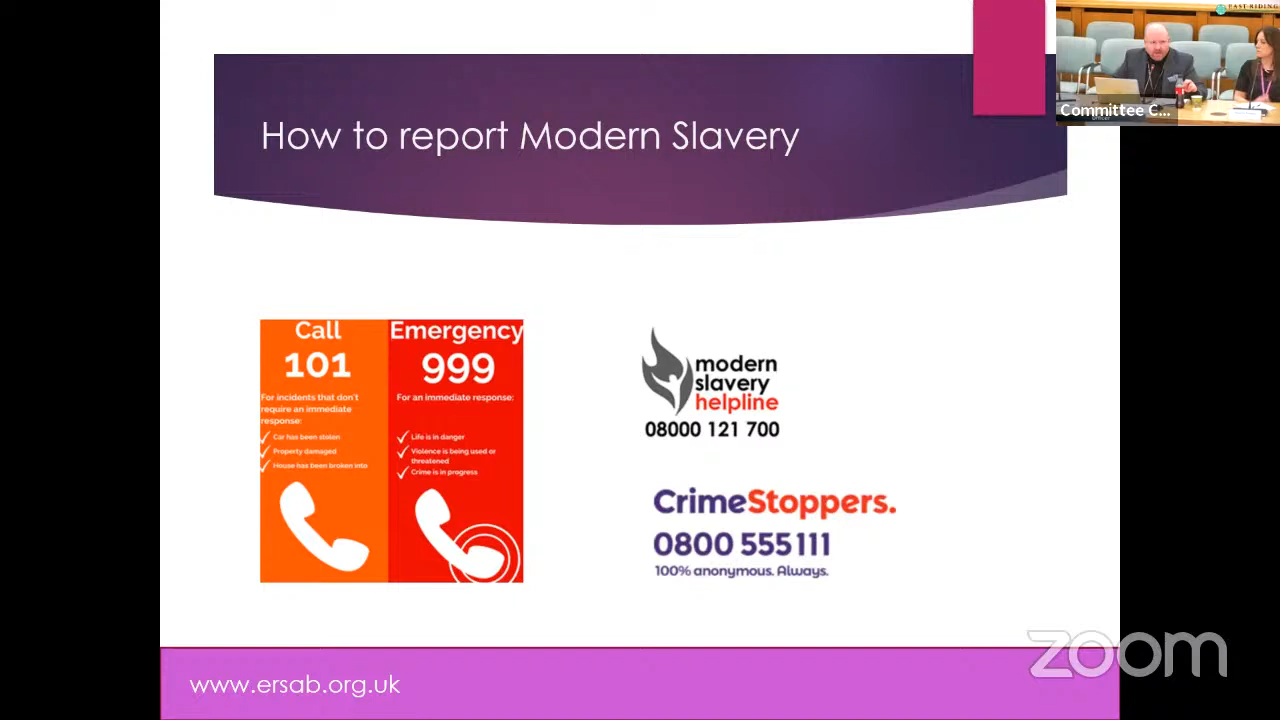 EAST RIDING
Committee C...
How to report Modern Slavery
Call
101
For incidents that don't
require an immediate
response:
Car has been stolen
Property damaged
House has been broken into
Emergency
999
For an immediate response:
Life is in danger
Violence is being used or
threatened
Crime is in progress
modern
slavery
helpline
08000 121 700
CrimeStoppers.
0800 555 111
100% anonymous. Always.
zoom
www.ersab.org.uk